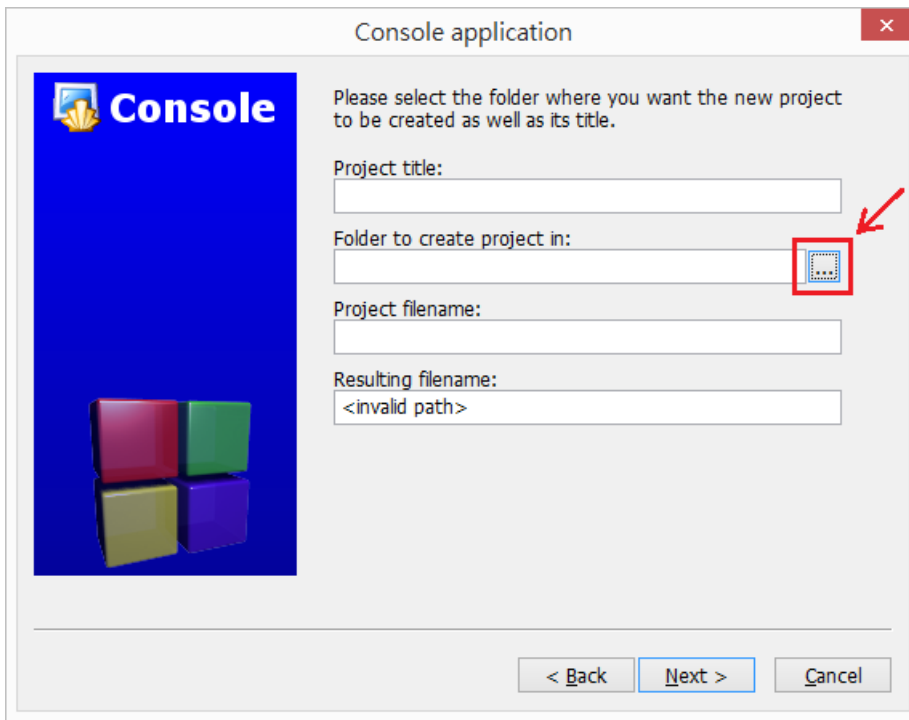 Console application
Console
Please select the folder where you want the new project
to be created as well as its title.
Project title:
Folder to create project in:
...
Project filename:
Resulting filename:
<invalid path>
< Back
Next >
Cancel